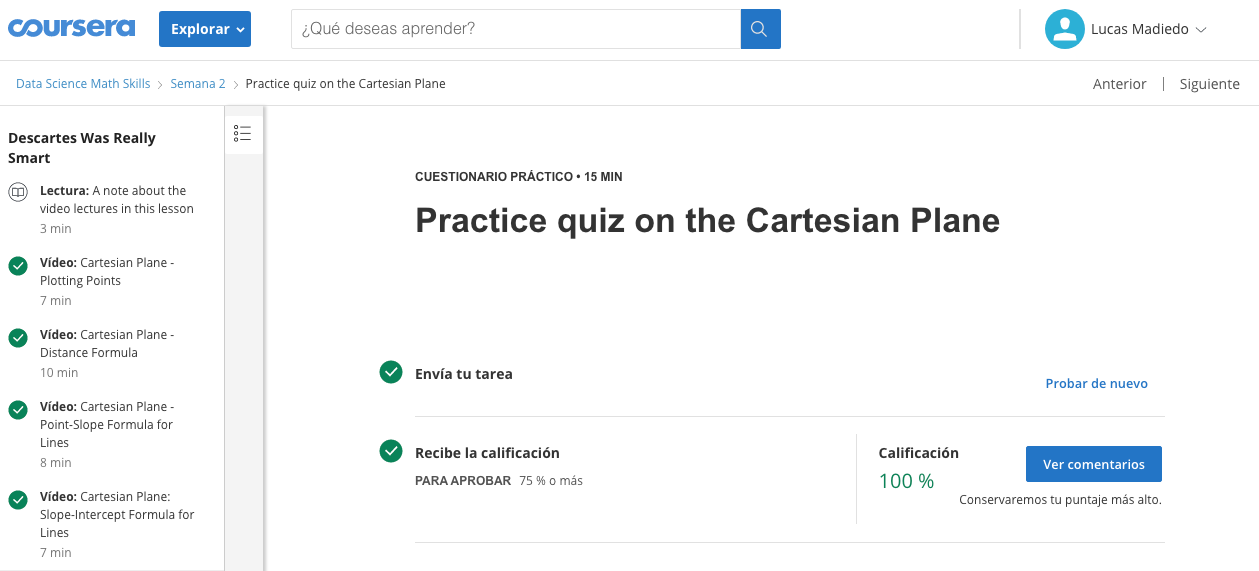 coursera
Explorar
¿Qué deseas aprender?
Lucas Madiedo
Data Science Math Skills
Semana 2
Practice quiz on the Cartesian Plane
Anterior
Siguiente
Descartes Was Really
Smart
Lectura: A note about the
video lectures in this lesson
3 min
Vídeo: Cartesian Plane -
Plotting Points
7 min
Vídeo: Cartesian Plane -
Distance Formula
10 min
Vídeo: Cartesian Plane -
Point-Slope Formula for
Lines
8 min
Vídeo: Cartesian Plane:
Slope-Intercept Formula for
Lines
7 min
CUESTIONARIO PRÁCTICO • 15 MIN
Practice quiz on the Cartesian Plane
Envía tu tarea
Probar de nuevo
Recibe la calificación
PARA APROBAR 75 % o más
Calificación
100 %
Ver comentarios
Conservaremos tu puntaje más alto.